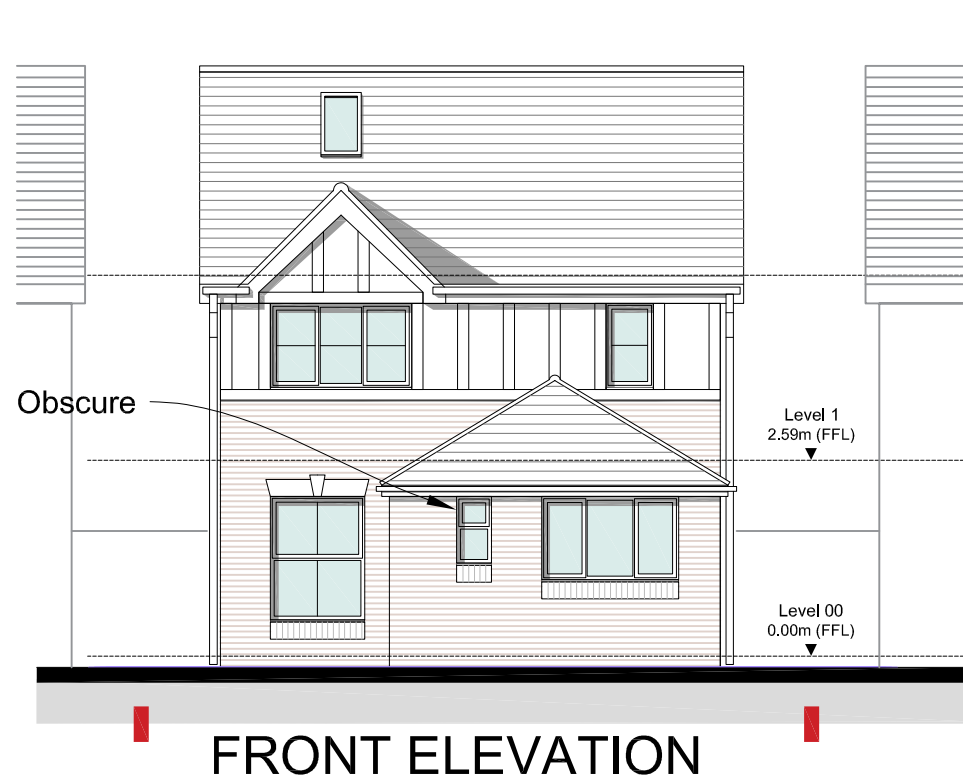 Obscure
Level 1
2.59m (FFL)
Level 00
0.00m (FFL)
FRONT ELEVATION